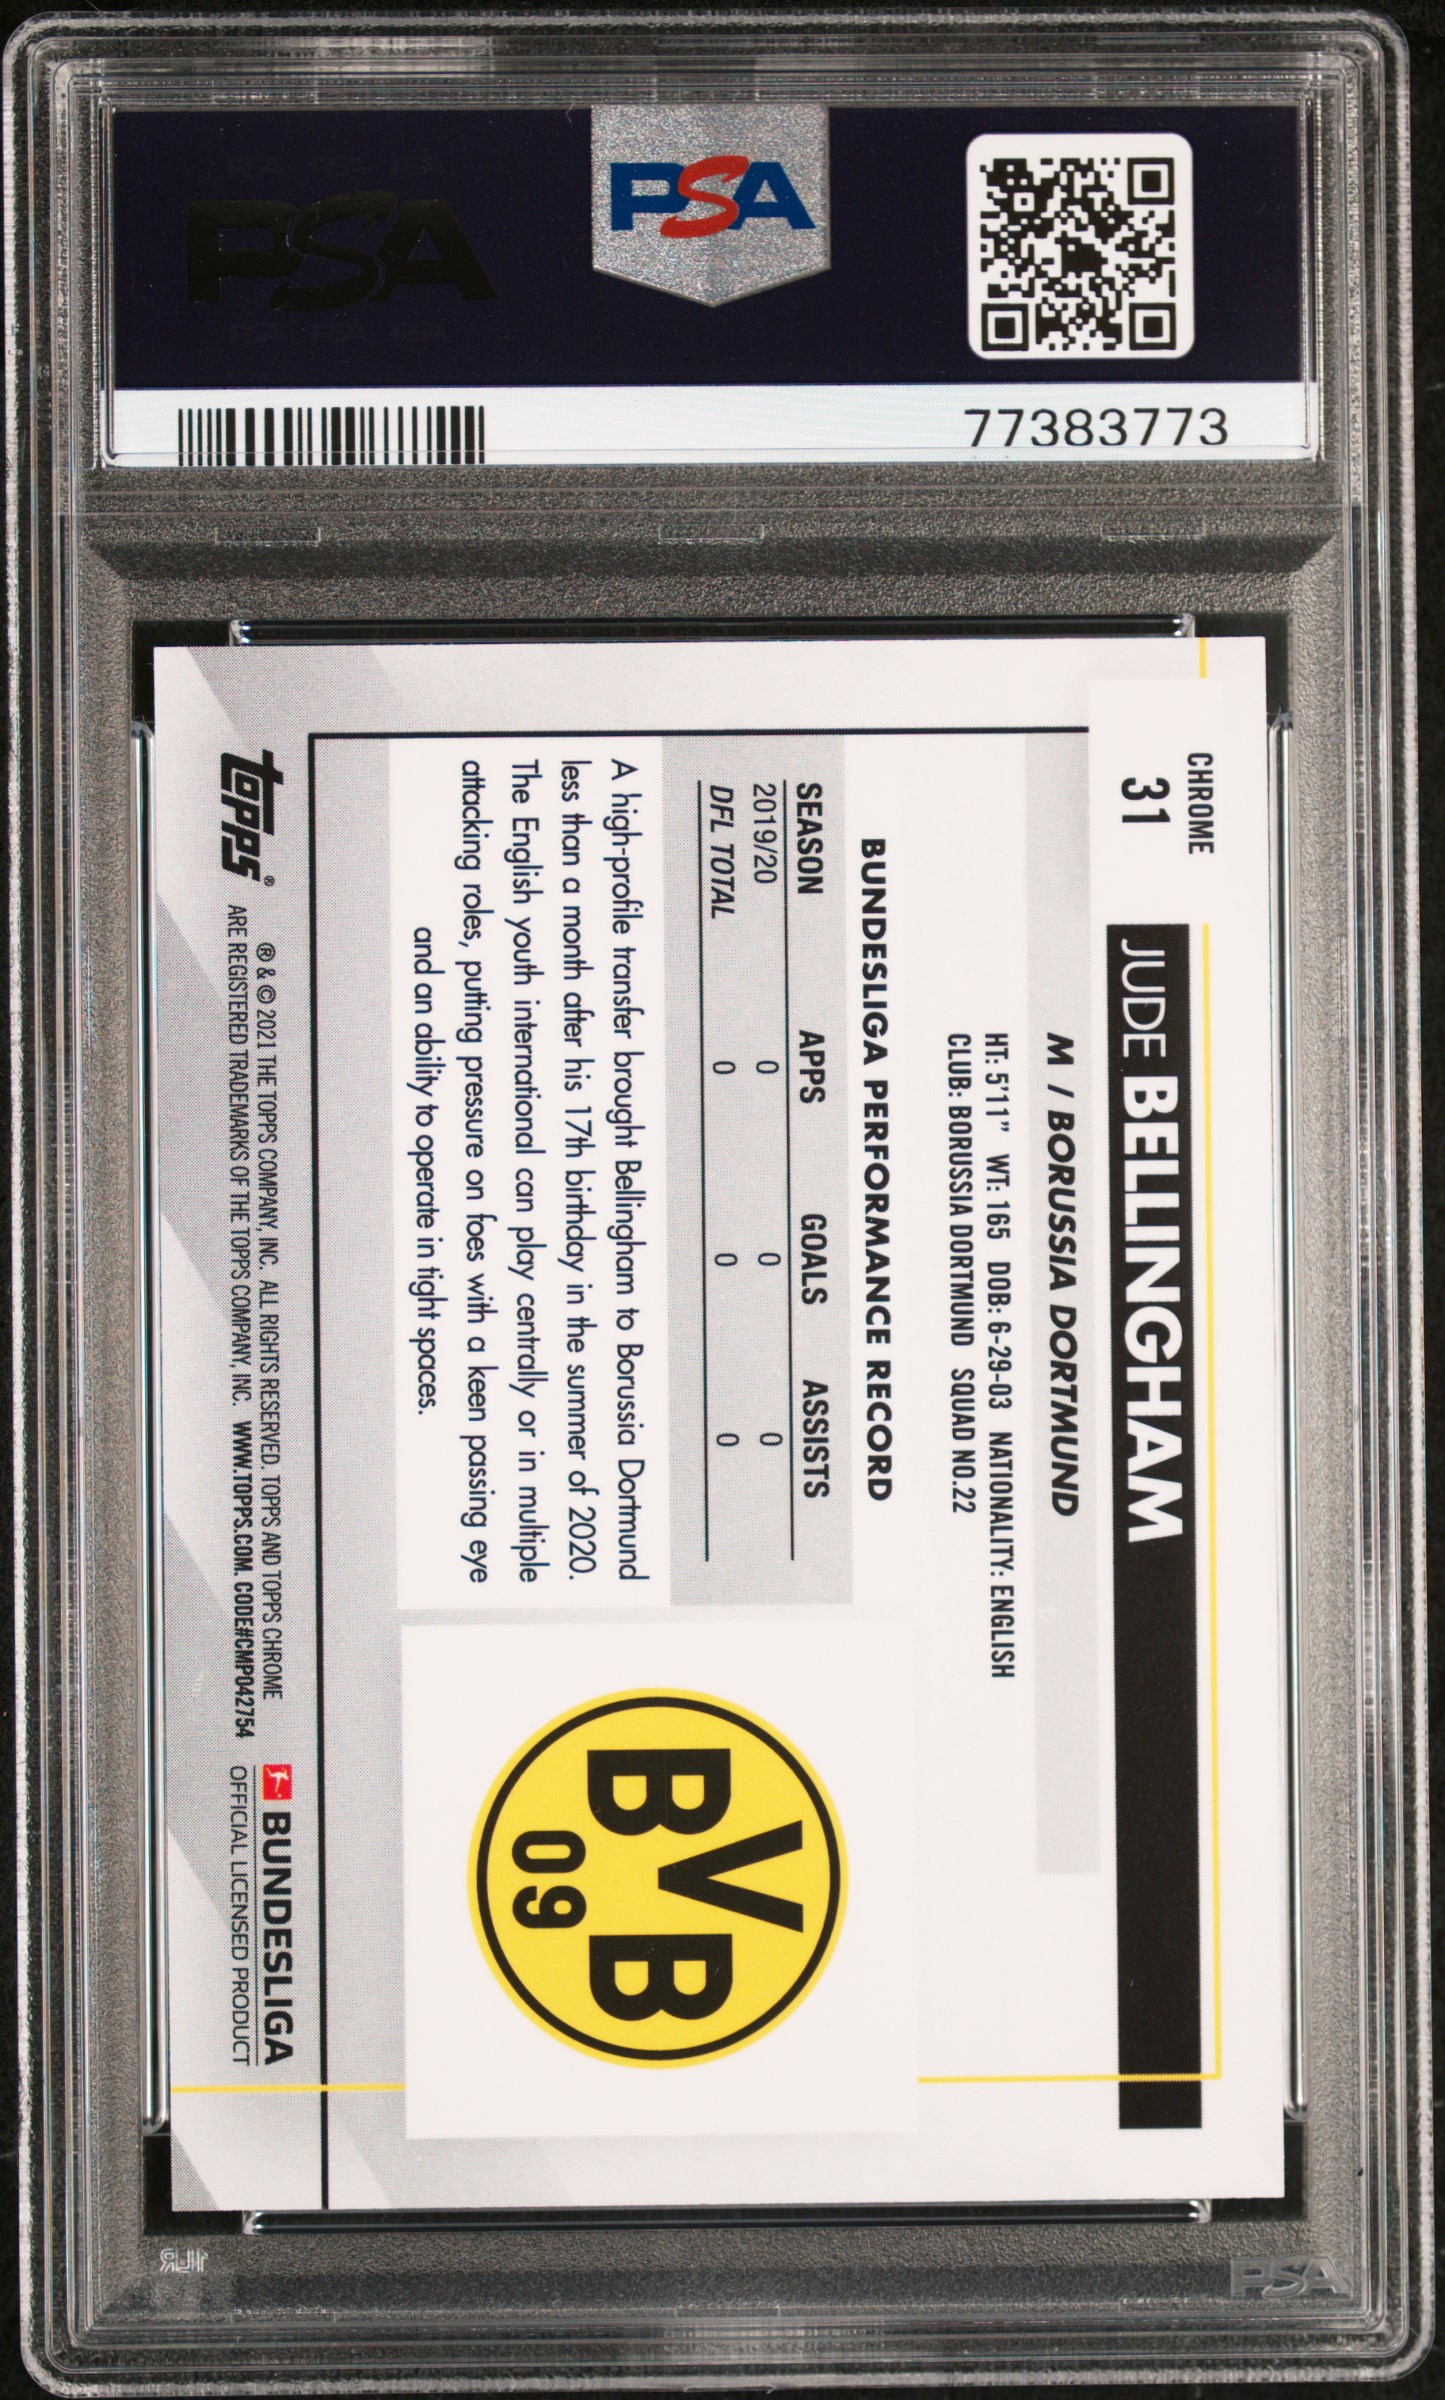 PSA
PSA
77383773
CHROME
31
JUDE BELLINGHAM
M / BORUSSIA DORTMUND
HT: 5'11" WT: 165 DOB: 6-29-03 NATIONALITY: ENGLISH
CLUB: BORUSSIA DORTMUND SQUAD NO.22
BUNDESLIGA PERFORMANCE RECORD
SEASON APPS GOALS ASSISTS
2019/20 0 0 0
DFL TOTAL 0 0 0
A high-profile transfer brought Bellingham to Borussia Dortmund
less than a month after his 17th birthday in the summer of 2020.
The English youth international can play centrally or in multiple
attacking roles, putting pressure on foes with a keen passing eye
and an ability to operate in tight spaces.
BVB
09
Topps®
® & © 2021 THE TOPPS COMPANY, INC. ALL RIGHTS RESERVED. TOPPS AND TOPPS CHROME
ARE REGISTERED TRADEMARKS OF THE TOPPS COMPANY, INC. WWW.TOPPS.COM. CODE#CMP042754
BUNDESLIGA
OFFICIAL LICENSED PRODUCT
PSA